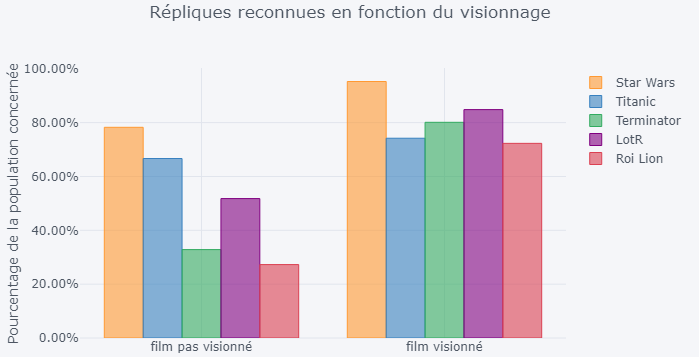 Répliques reconnues en fonction du visionnage
Pourcentage de la population concernée
100.00%
80.00%
60.00%
40.00%
20.00%
0.00%
film pas visionné
film visionné
Star Wars
Titanic
Terminator
LotR
Roi Lion